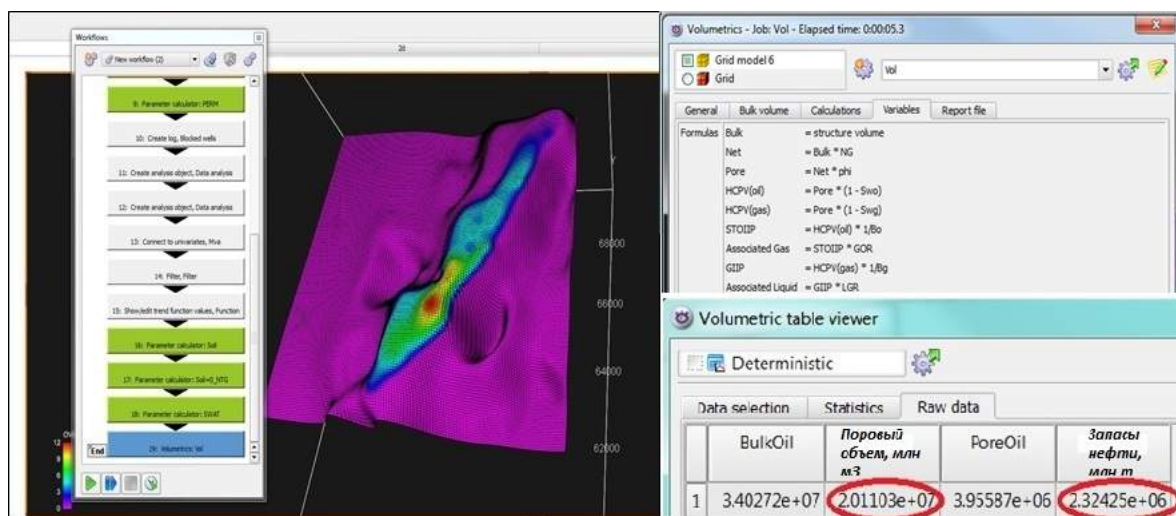 Workflows
New workflow (2)
9: Parameter calculator: PERM
10: Create log, Blocked wells
11: Create analysis object, Data analysis
12: Create analysis object, Data analysis
13: Connect to univariates, Mva
14: Filter, Filter
15: Show/edit trend function values, Function
16: Parameter calculator: Soil
17: Parameter calculator: Soil=0_NTG
18: Parameter calculator: SWAT
End
19: Volumetrics: Vol
12
9
6
3
0
Y
68000
66000
64000
62000
Volumetrics - Job: Vol - Elapsed time: 0:00:05.3
Grid model 6
Grid
Vol
General Bulk volume Calculations Variables Report file
Formulas Bulk = structure volume
Net = Bulk * NG
Pore = Net * phi
HCPV(oil) = Pore * (1 - Swo)
HCPV(gas) = Pore * (1 - Swg)
STOIIP = HCPV(oil) * 1/Bo
Associated Gas = STOIIP * GOR
GIIP = HCPV(gas) * 1/Bg
Associated Liquid = GIIP * LGR
Volumetric table viewer
Deterministic
Data selection Statistics Raw data
BulkOil
Поровый
объем, млн
м3
PoreOil
Запасы
нефти,
млн т
1 3.40272e+07 2.01103e+07 3.95587e+06 2.32425e+06